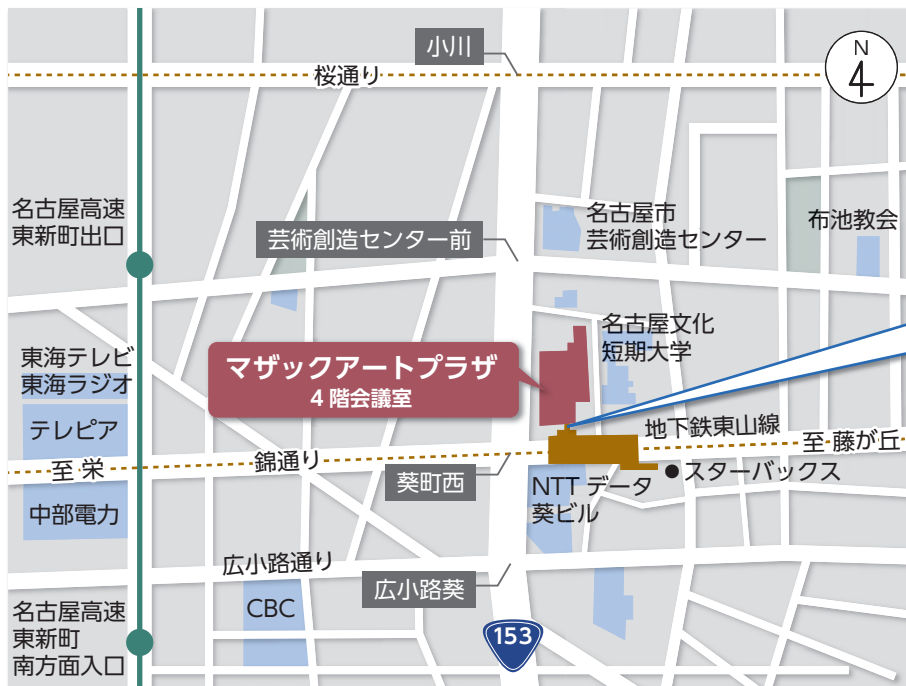 小川
N
桜通り
名古屋高速
東新町出口
名古屋市
芸術創造センター
布池教会
芸術創造センター前
名古屋文化
短期大学
東海テレビ
東海ラジオ
マザックアートプラザ
4階会議室
テレピア
地下鉄東山線
至 藤が丘
至 栄
錦通り
スターバックス
葵町西
NTT データ
葵ビル
中部電力
広小路通り
広小路葵
CBC
名古屋高速
東新町
南方面入口
153